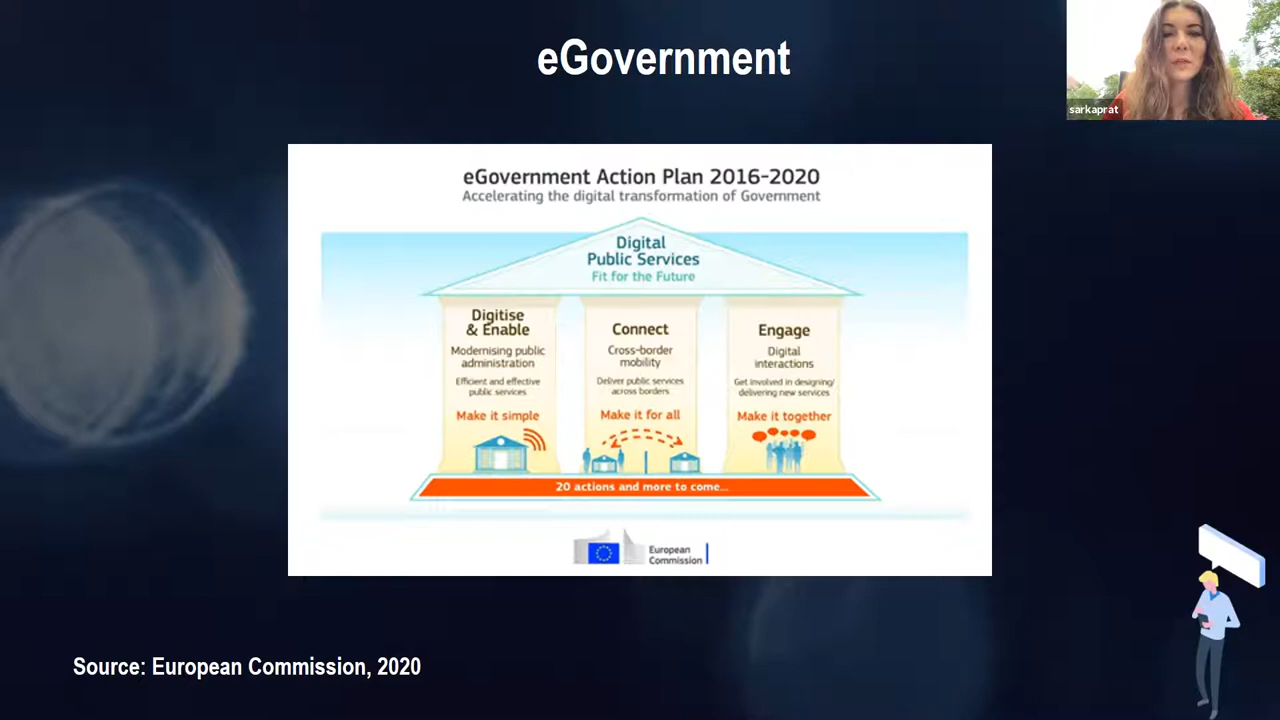 eGovernment
sarkaprat
eGovernment Action Plan 2016-2020
Accelerating the digital transformation of Government
Digital
Public Services
Fit for the Future
Digitise
& Enable
Modernising public
administration
Efficient and effective
public services
Make it simple
Connect
Cross-border
mobility
Deliver public services
across borders
Make it for all
Engage
Digital
interactions
Get involved in designing/
delivering new services
Make it together
20 actions and more to come...
European
Commission
Source: European Commission, 2020